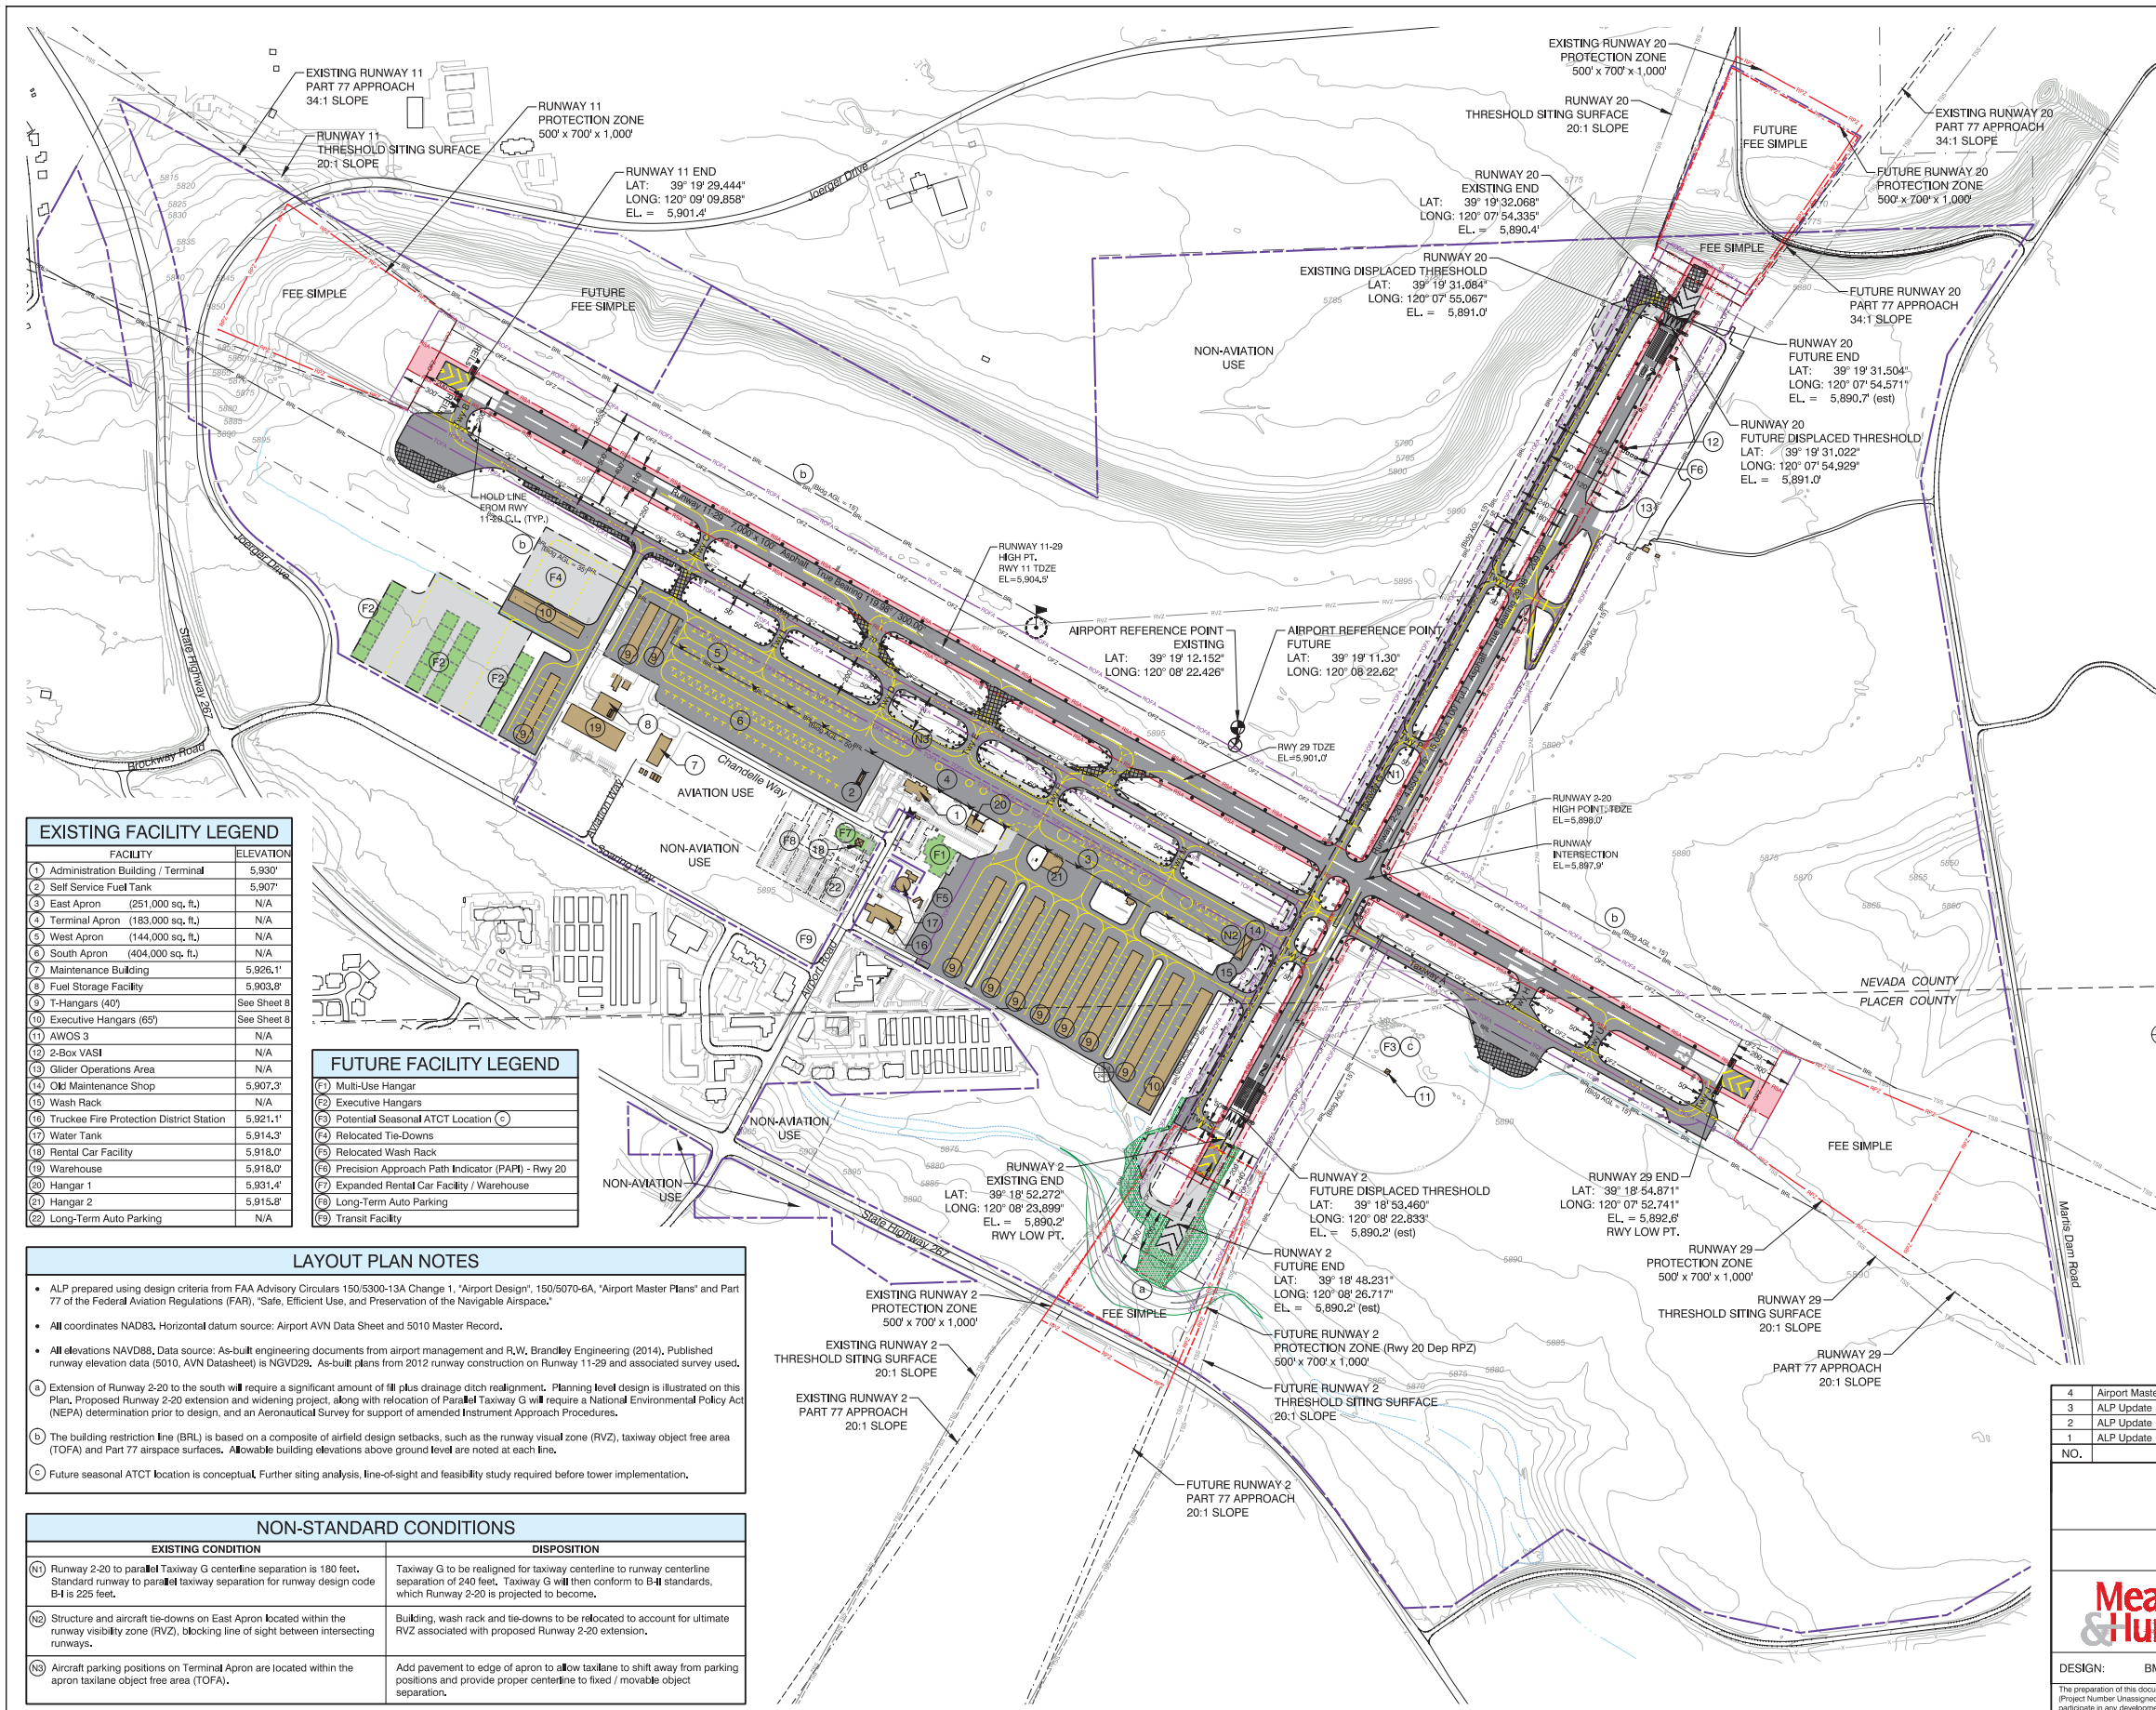 EXISTING RUNWAY 11
PART 77 APPROACH
34:1 SLOPE
RUNWAY 11
THRESHOLD SITING SURFACE
20:1 SLOPE
RUNWAY 11
PROTECTION ZONE
500' x 700' x 1,000'
RUNWAY 11 END
LAT: 39° 19' 29.444"
LONG: 120° 09' 09.858"
EL. = 5,901.4'
Joerger Drive
EXISTING RUNWAY 20
PROTECTION ZONE
500' x 700' x 1,000'
RUNWAY 20
THRESHOLD SITING SURFACE
20:1 SLOPE
RUNWAY 20
EXISTING END
LAT: 39° 19' 32.068"
LONG: 120° 07' 54.335"
EL. = 5,890.4'
RUNWAY 20
EXISTING DISPLACED THRESHOLD
LAT: 39° 19' 31.084"
LONG: 120° 07' 55.067"
EL. = 5,891.0'
FUTURE
FEE SIMPLE
EXISTING RUNWAY 20
PART 77 APPROACH
34:1 SLOPE
FUTURE RUNWAY 20
PROTECTION ZONE
500' x 700' x 1,000'
FEE SIMPLE
FUTURE RUNWAY 20
PART 77 APPROACH
34:1 SLOPE
RUNWAY 20
FUTURE END
LAT: 39° 19' 31.504"
LONG: 120° 07' 54.571"
EL. = 5,890.7' (est)
RUNWAY 20
FUTURE DISPLACED THRESHOLD
LAT: 39° 19' 31.022"
LONG: 120° 07' 54.929"
EL. = 5,891.0'
12
F6
13
FEE SIMPLE
FUTURE
FEE SIMPLE
NON-AVIATION
USE
HOLD LINE
FROM RWY
11-29 C.L. (TYP.)
Runway 11-29 7,000' x 100' Asphalt True Bearing 119.98° / 300.00°
RUNWAY 11-29
HIGH PT.
RWY 11 TDZE
EL=5,904.5'
AIRPORT REFERENCE POINT
EXISTING
LAT: 39° 19' 12.152"
LONG: 120° 08' 22.426"
AIRPORT REFERENCE POINT
FUTURE
LAT: 39° 19' 11.30"
LONG: 120° 08' 22.62"
RWY 29 TDZE
EL=5,901.0'
RUNWAY 2-20
HIGH POINT, TDZE
EL=5,898.0'
RUNWAY
INTERSECTION
EL=5,897.9'
NEVADA COUNTY
PLACER COUNTY
Joerger Drive
State Highway 267
Brockway Road
Soaring Way
Aviation Way
Chandelle Way
Airport Road
AVIATION USE
NON-AVIATION
USE
NON-AVIATION
USE
NON-AVIATION
USE
State Highway 267
Martis Dam Road
EXISTING FACILITY LEGEND
FACILITY ELEVATION
1 Administration Building / Terminal 5,930'
2 Self Service Fuel Tank 5,907'
3 East Apron (251,000 sq. ft.) N/A
4 Terminal Apron (183,000 sq. ft.) N/A
5 West Apron (144,000 sq. ft.) N/A
6 South Apron (404,000 sq. ft.) N/A
7 Maintenance Building 5,926.1'
8 Fuel Storage Facility 5,903.8'
9 T-Hangars (40') See Sheet 8
10 Executive Hangars (65') See Sheet 8
11 AWOS 3 N/A
12 2-Box VASI N/A
13 Glider Operations Area N/A
14 Old Maintenance Shop 5,907.3'
15 Wash Rack N/A
16 Truckee Fire Protection District Station 5,921.1'
17 Water Tank 5,914.3'
18 Rental Car Facility 5,918.0'
19 Warehouse 5,918.0'
20 Hangar 1 5,931.4'
21 Hangar 2 5,915.8'
22 Long-Term Auto Parking N/A
FUTURE FACILITY LEGEND
F1 Multi-Use Hangar
F2 Executive Hangars
F3 Potential Seasonal ATCT Location c
F4 Relocated Tie-Downs
F5 Relocated Wash Rack
F6 Precision Approach Path Indicator (PAPI) - Rwy 20
F7 Expanded Rental Car Facility / Warehouse
F8 Long-Term Auto Parking
F9 Transit Facility
RUNWAY 2
EXISTING END
LAT: 39° 18' 52.272"
LONG: 120° 08' 23.899"
EL. = 5,890.2'
RWY LOW PT.
RUNWAY 2
FUTURE DISPLACED THRESHOLD
LAT: 39° 18' 53.460"
LONG: 120° 08' 22.833"
EL. = 5,890.2' (est)
RUNWAY 2
FUTURE END
LAT: 39° 18' 48.231"
LONG: 120° 08' 26.717"
EL. = 5,890.2' (est)
RUNWAY 29 END
LAT: 39° 18' 54.871"
LONG: 120° 07' 52.741"
EL. = 5,892.6'
RWY LOW PT.
FEE SIMPLE
RUNWAY 29
PROTECTION ZONE
500' x 700' x 1,000'
RUNWAY 29
THRESHOLD SITING SURFACE
20:1 SLOPE
RUNWAY 29
PART 77 APPROACH
20:1 SLOPE
EXISTING RUNWAY 2
PROTECTION ZONE
500' x 700' x 1,000'
FEE SIMPLE
EXISTING RUNWAY 2
THRESHOLD SITING SURFACE
20:1 SLOPE
EXISTING RUNWAY 2
PART 77 APPROACH
20:1 SLOPE
FUTURE RUNWAY 2
PROTECTION ZONE (Rwy 20 Dep RPZ)
500' x 700' x 1,000'
FUTURE RUNWAY 2
THRESHOLD SITING SURFACE
20:1 SLOPE
FUTURE RUNWAY 2
PART 77 APPROACH
20:1 SLOPE
LAYOUT PLAN NOTES
• ALP prepared using design criteria from FAA Advisory Circulars 150/5300-13A Change 1, "Airport Design", 150/5070-6A, "Airport Master Plans" and Part
77 of the Federal Aviation Regulations (FAR), "Safe, Efficient Use, and Preservation of the Navigable Airspace."
• All coordinates NAD83. Horizontal datum source: Airport AVN Data Sheet and 5010 Master Record.
• All elevations NAVD88. Data source: As-built engineering documents from airport management and R.W. Brandley Engineering (2014). Published
runway elevation data (5010, AVN Datasheet) is NGVD29. As-built plans from 2012 runway construction on Runway 11-29 and associated survey used.
a Extension of Runway 2-20 to the south will require a significant amount of fill plus drainage ditch realignment. Planning level design is illustrated on this
Plan. Proposed Runway 2-20 extension and widening project, along with relocation of Parallel Taxiway G will require a National Environmental Policy Act
(NEPA) determination prior to design, and an Aeronautical Survey for support of amended Instrument Approach Procedures.
b The building restriction line (BRL) is based on a composite of airfield design setbacks, such as the runway visual zone (RVZ), taxiway object free area
(TOFA) and Part 77 airspace surfaces. Allowable building elevations above ground level are noted at each line.
c Future seasonal ATCT location is conceptual. Further siting analysis, line-of-sight and feasibility study required before tower implementation.
NON-STANDARD CONDITIONS
EXISTING CONDITION DISPOSITION
N1 Runway 2-20 to parallel Taxiway G centerline separation is 180 feet.
Standard runway to parallel taxiway separation for runway design code
B-I is 225 feet.
Taxiway G to be realigned for taxiway centerline to runway centerline
separation of 240 feet. Taxiway G will then conform to B-II standards,
which Runway 2-20 is projected to become.
N2 Structure and aircraft tie-downs on East Apron located within the
runway visibility zone (RVZ), blocking line of sight between intersecting
runways.
Building, wash rack and tie-downs to be relocated to account for ultimate
RVZ associated with proposed Runway 2-20 extension.
N3 Aircraft parking positions on Terminal Apron are located within the
apron taxilane object free area (TOFA).
Add pavement to edge of apron to allow taxilane to shift away from parking
positions and provide proper centerline to fixed / movable object
separation.
4 Airport Maste
3 ALP Update
2 ALP Update
1 ALP Update
NO.
Mea
&Hu
DESIGN: BM
The preparation of this docu
(Project Number Unassigned
participate in any developme